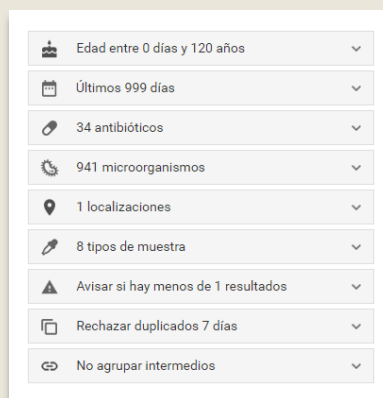 Edad entre 0 días y 120 años
Últimos 999 días
34 antibióticos
941 microorganismos
1 localizaciones
8 tipos de muestra
Avisar si hay menos de 1 resultados
Rechazar duplicados 7 días
No agrupar intermedios